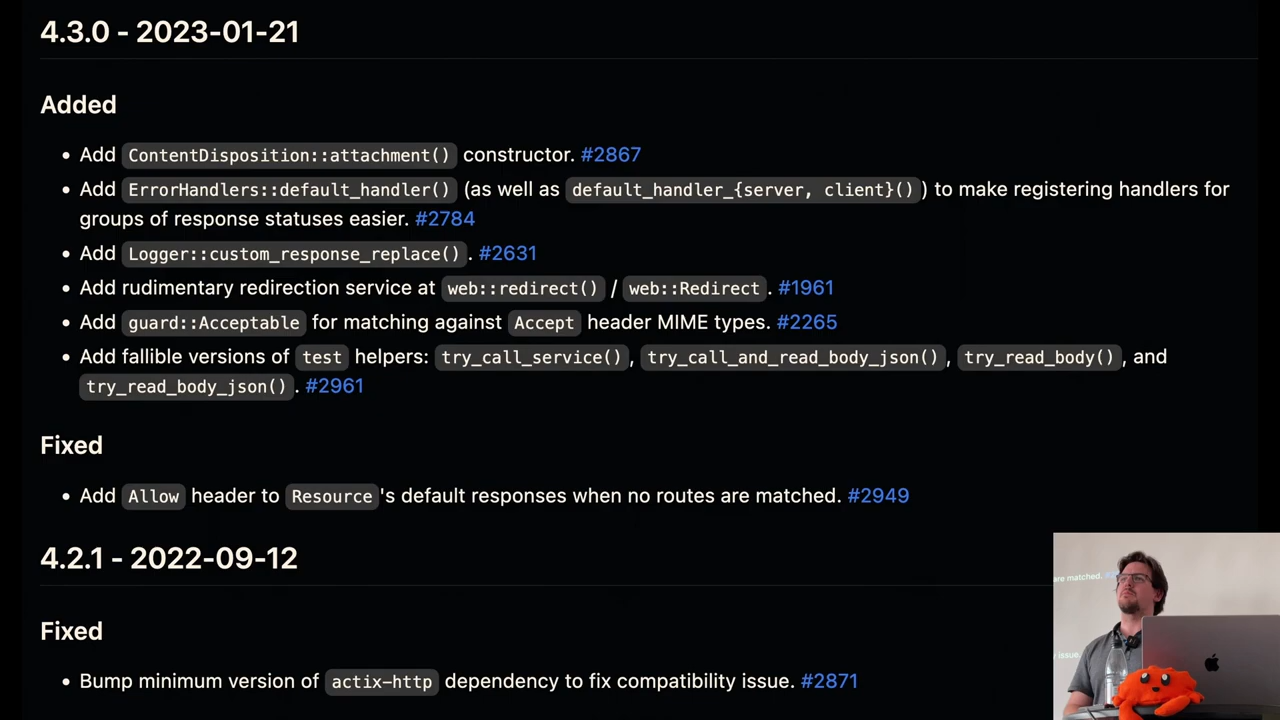 4.3.0 - 2023-01-21
Added
• Add ContentDisposition::attachment() constructor. #2867
• Add ErrorHandlers::default_handler() (as well as default_handler_{server, client}()) to make registering handlers for
groups of response statuses easier. #2784
• Add Logger::custom_response_replace(). #2631
• Add rudimentary redirection service at web::redirect() / web::Redirect. #1961
• Add guard::Acceptable for matching against Accept header MIME types. #2265
• Add fallible versions of test helpers: try_call_service(), try_call_and_read_body_json(), try_read_body(), and
try_read_body_json(). #2961
Fixed
• Add Allow header to Resource's default responses when no routes are matched. #2949
4.2.1 - 2022-09-12
Fixed
• Bump minimum version of actix-http dependency to fix compatibility issue. #2871
are matched.
issue.